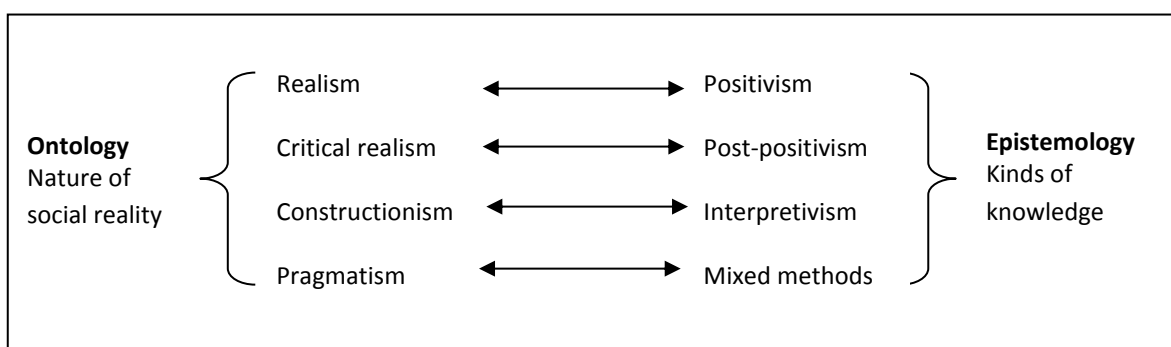 Realism
Positivism
Ontology
Nature of
social reality
Critical realism
Post-positivism
Epistemology
Kinds of
knowledge
Constructionism
Interpretivism
Pragmatism
Mixed methods